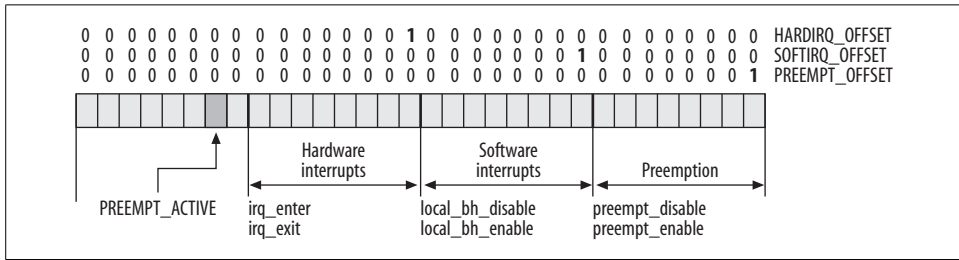 0 0 0 0 0 0 0 0 0 0 0 0 0 0 0 1 0 0 0 0 0 0 0 0 0 0 0 0 0 0 0 0 HARDIRQ_OFFSET
0 0 0 0 0 0 0 0 0 0 0 0 0 0 0 0 0 0 0 0 0 0 0 1 0 0 0 0 0 0 0 0 SOFTIRQ_OFFSET
0 0 0 0 0 0 0 0 0 0 0 0 0 0 0 0 0 0 0 0 0 0 0 0 0 0 0 0 0 0 0 1 PREEMPT_OFFSET
Hardware
interrupts
Software
interrupts
Preemption
PREEMPT_ACTIVE
irq_enter
irq_exit
local_bh_disable
local_bh_enable
preempt_disable
preempt_enable